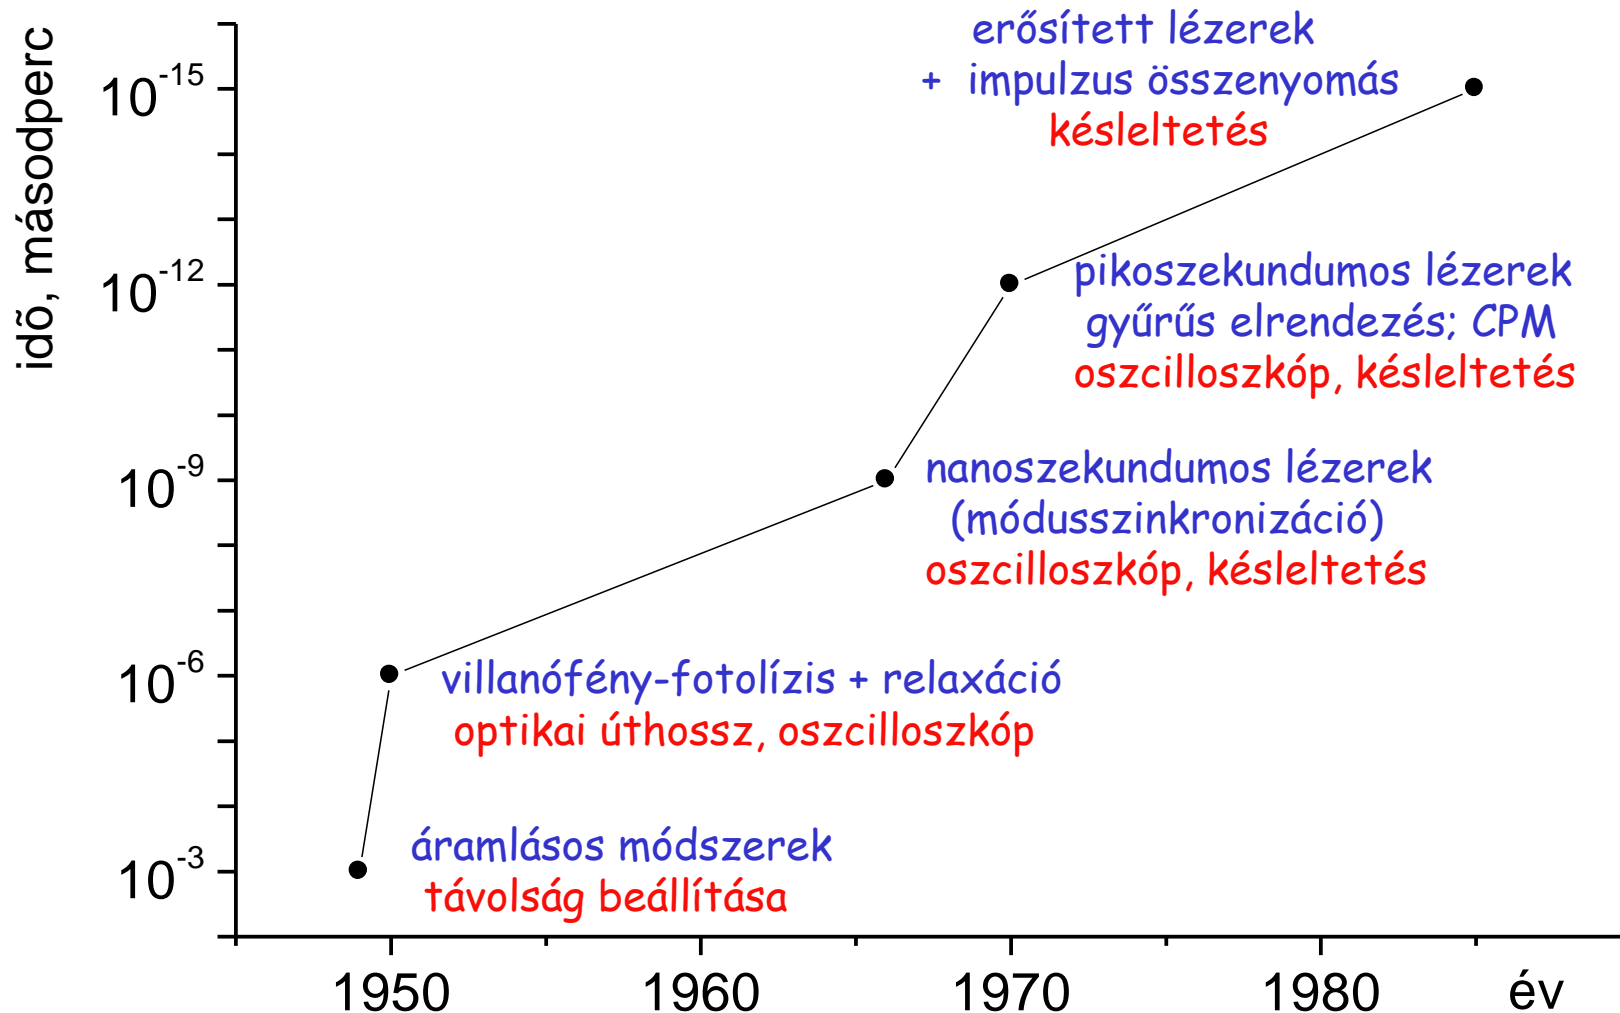 erősített lézerek
+ impulzus összenyomás
késleltetés
idõ, másodperc
10^-15
10^-12
pikoszekundumos lézerek
gyűrűs elrendezés; CPM
oszcilloszkóp, késleltetés
10^-9
nanoszekundumos lézerek
(módusszinkronizáció)
oszcilloszkóp, késleltetés
10^-6
villanófény-fotolízis + relaxáció
optikai úthossz, oszcilloszkóp
10^-3
áramlásos módszerek
távolság beállítása
1950 1960 1970 1980 év